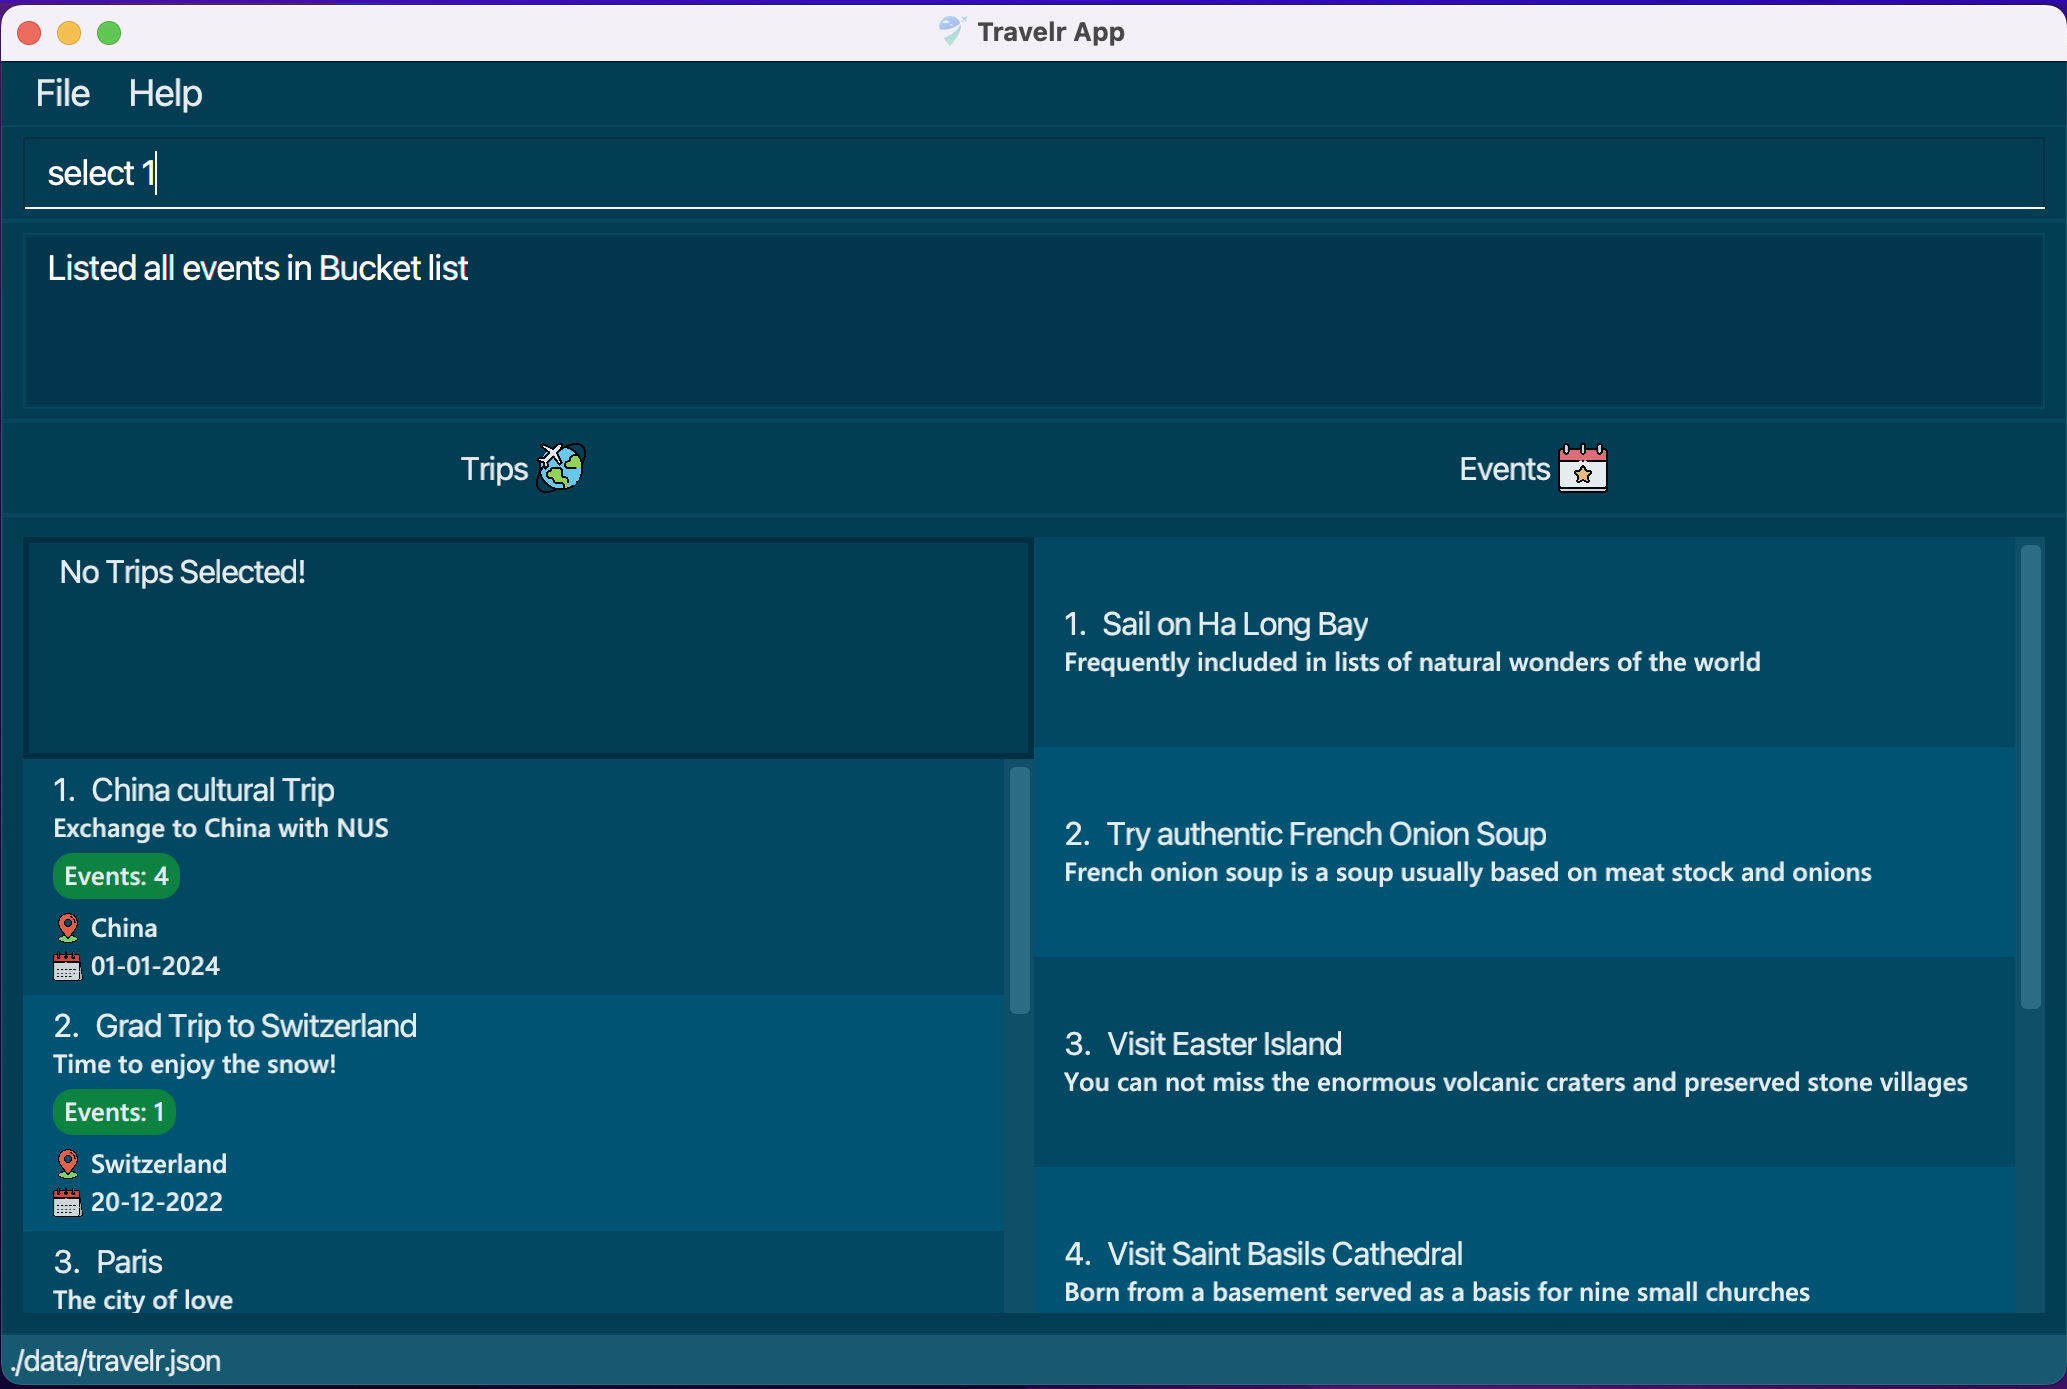 Travelr App
File Help
select 1
Listed all events in Bucket list
Trips
Events
No Trips Selected!
1. China cultural Trip
Exchange to China with NUS
Events: 4
China
01-01-2024
2. Grad Trip to Switzerland
Time to enjoy the snow!
Events: 1
Switzerland
20-12-2022
3. Paris
The city of love
1. Sail on Ha Long Bay
Frequently included in lists of natural wonders of the world
2. Try authentic French Onion Soup
French onion soup is a soup usually based on meat stock and onions
3. Visit Easter Island
You can not miss the enormous volcanic craters and preserved stone villages
4. Visit Saint Basils Cathedral
Born from a basement served as a basis for nine small churches
./data/travelr.json